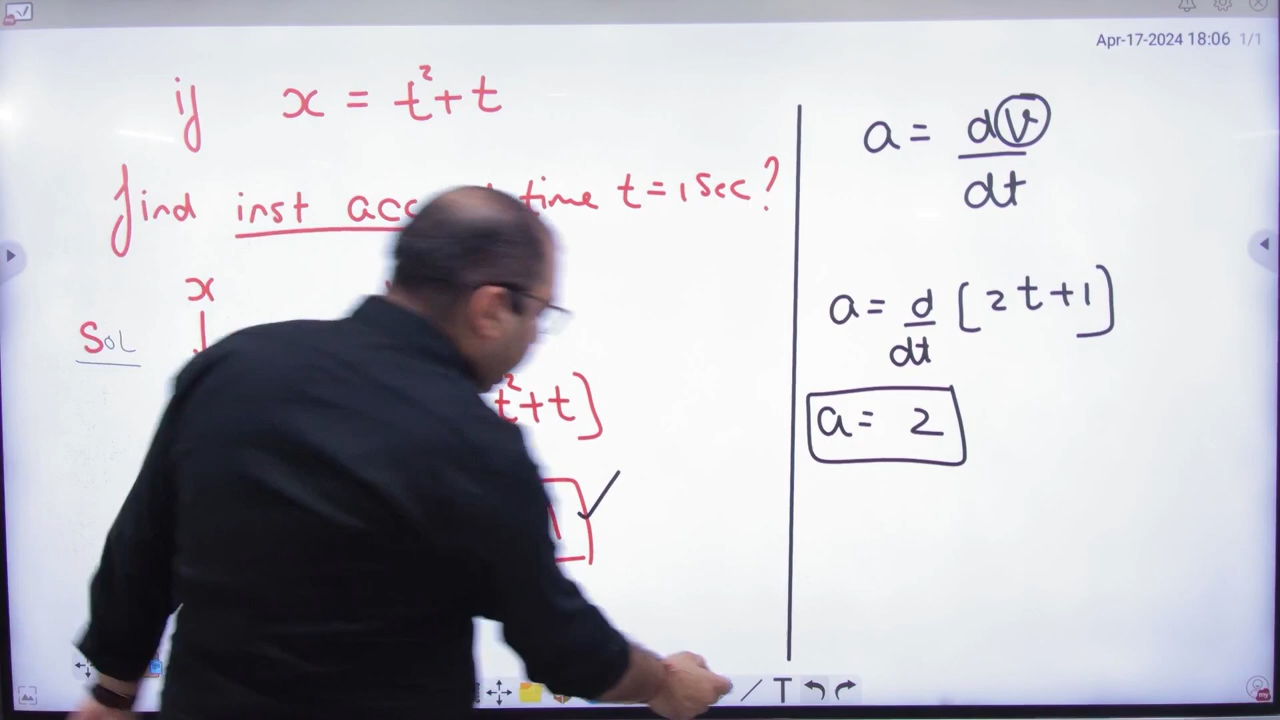 Apr-17-2024 18:06 1/1
if x = t²+t
find inst acc time t=1sec?
x
Sol
t²+t]
a = dv
dt
a = d [2t+1]
dt
a = 2
T